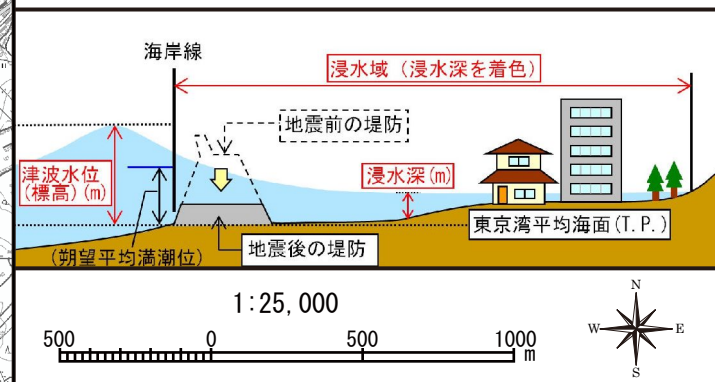 海岸線
浸水域（浸水深を着色）
地震前の堤防
津波水位
(標高)(m)
浸水深(m)
東京湾平均海面(T.P.)
(朔望平均満潮位)
地震後の堤防
1:25,000
500 0 500 1000
m
N
W E
S